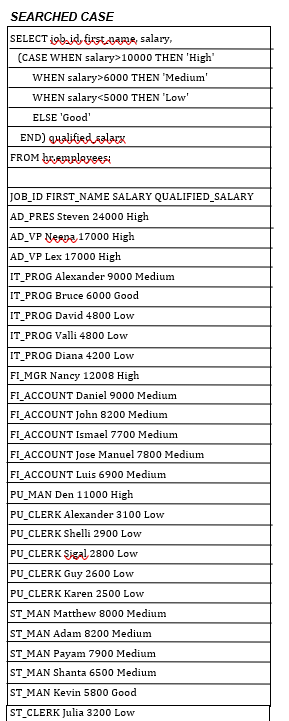 SEARCHED CASE
SELECT job_id, first_name, salary,
(CASE WHEN salary>10000 THEN 'High'
WHEN salary>6000 THEN 'Medium'
WHEN salary<5000 THEN 'Low'
ELSE 'Good'
END) qualified_salary
FROM hr.employees;
JOB_ID FIRST_NAME SALARY QUALIFIED_SALARY
AD_PRES Steven 24000 High
AD_VP Neena 17000 High
AD_VP Lex 17000 High
IT_PROG Alexander 9000 Medium
IT_PROG Bruce 6000 Good
IT_PROG David 4800 Low
IT_PROG Valli 4800 Low
IT_PROG Diana 4200 Low
FI_MGR Nancy 12008 High
FI_ACCOUNT Daniel 9000 Medium
FI_ACCOUNT John 8200 Medium
FI_ACCOUNT Ismael 7700 Medium
FI_ACCOUNT Jose Manuel 7800 Medium
FI_ACCOUNT Luis 6900 Medium
PU_MAN Den 11000 High
PU_CLERK Alexander 3100 Low
PU_CLERK Shelli 2900 Low
PU_CLERK Sigal 2800 Low
PU_CLERK Guy 2600 Low
PU_CLERK Karen 2500 Low
ST_MAN Matthew 8000 Medium
ST_MAN Adam 8200 Medium
ST_MAN Payam 7900 Medium
ST_MAN Shanta 6500 Medium
ST_MAN Kevin 5800 Good
ST_CLERK Julia 3200 Low